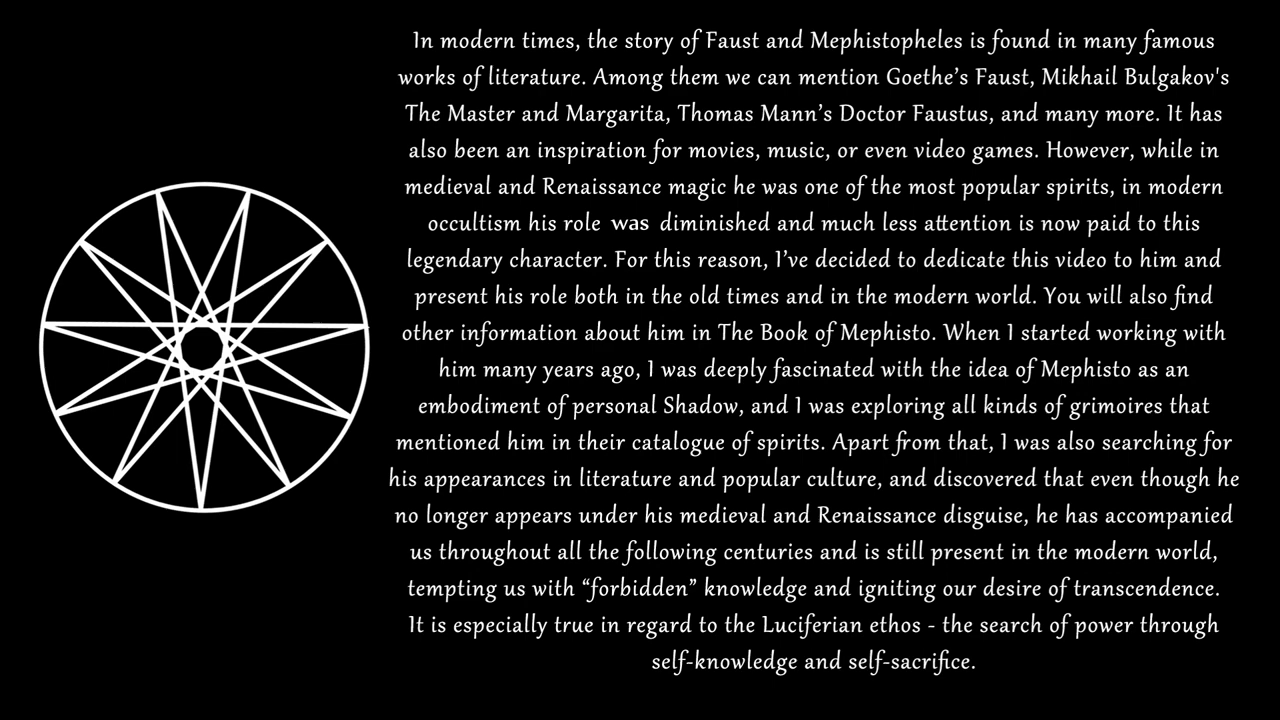 In modern times, the story of Faust and Mephistopheles is found in many famous
works of literature. Among them we can mention Goethe’s Faust, Mikhail Bulgakov's
The Master and Margarita, Thomas Mann’s Doctor Faustus, and many more. It has
also been an inspiration for movies, music, or even video games. However, while in
medieval and Renaissance magic he was one of the most popular spirits, in modern
occultism his role was diminished and much less attention is now paid to this
legendary character. For this reason, I’ve decided to dedicate this video to him and
present his role both in the old times and in the modern world. You will also find
other information about him in The Book of Mephisto. When I started working with
him many years ago, I was deeply fascinated with the idea of Mephisto as an
embodiment of personal Shadow, and I was exploring all kinds of grimoires that
mentioned him in their catalogue of spirits. Apart from that, I was also searching for
his appearances in literature and popular culture, and discovered that even though he
no longer appears under his medieval and Renaissance disguise, he has accompanied
us throughout all the following centuries and is still present in the modern world,
tempting us with “forbidden” knowledge and igniting our desire of transcendence.
It is especially true in regard to the Luciferian ethos - the search of power through
self-knowledge and self-sacrifice.